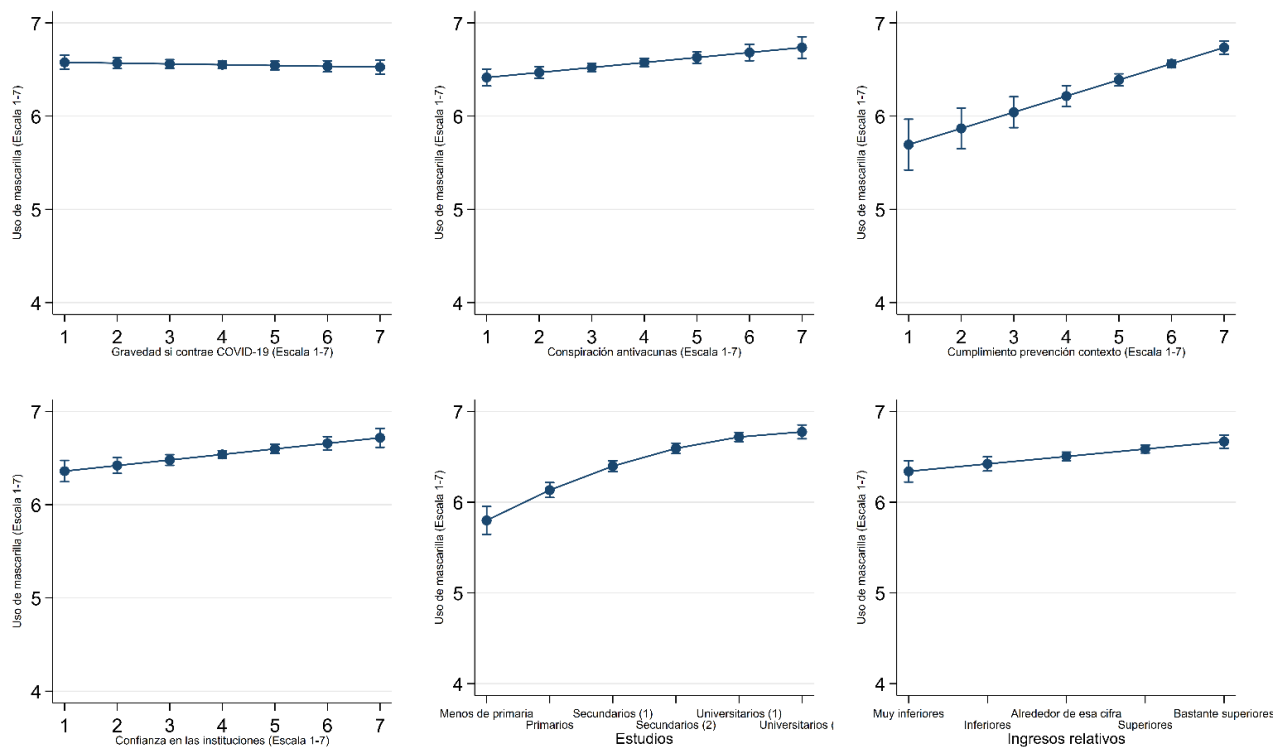 7
6
5
4
Uso de mascarilla (Escala 1-7)
1 2 3 4 5 6 7
Gravedad si contrae COVID-19 (Escala 1-7)
7
6
5
4
Uso de mascarilla (Escala 1-7)
1 2 3 4 5 6 7
Conspiración antivacunas (Escala 1-7)
7
6
5
4
Uso de mascarilla (Escala 1-7)
1 2 3 4 5 6 7
Cumplimiento prevención contexto (Escala 1-7)
7
6
5
4
Uso de mascarilla (Escala 1-7)
1 2 3 4 5 6 7
Confianza en las instituciones (Escala 1-7)
7
6
5
4
Uso de mascarilla (Escala 1-7)
Menos de primaria Secundarios (1) Universitarios (1)
Primarios Secundarios (2) Universitarios (
Estudios
7
6
5
4
Uso de mascarilla (Escala 1-7)
Muy inferiores Alrededor de esa cifra Bastante superiores
Inferiores Superiores
Ingresos relativos